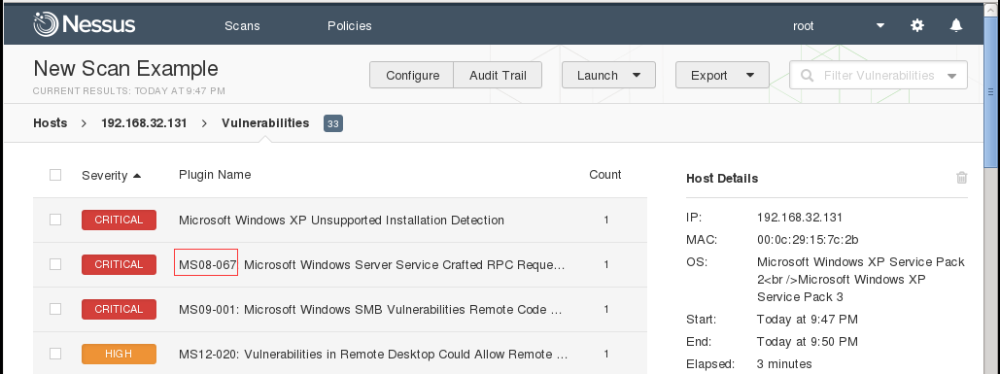 Nessus Scans Policies root
New Scan Example
CURRENT RESULTS: TODAY AT 9:47 PM
Configure Audit Trail Launch Export Filter Vulnerabilities
Hosts > 192.168.32.131 > Vulnerabilities 33
Severity Plugin Name Count
CRITICAL Microsoft Windows XP Unsupported Installation Detection 1
CRITICAL MS08-067: Microsoft Windows Server Service Crafted RPC Reque... 1
CRITICAL MS09-001: Microsoft Windows SMB Vulnerabilities Remote Code ... 1
HIGH MS12-020: Vulnerabilities in Remote Desktop Could Allow Remote ... 1
Host Details
IP: 192.168.32.131
MAC: 00:0c:29:15:7c:2b
OS: Microsoft Windows XP Service Pack
2<br />Microsoft Windows XP
Service Pack 3
Start: Today at 9:47 PM
End: Today at 9:50 PM
Elapsed: 3 minutes